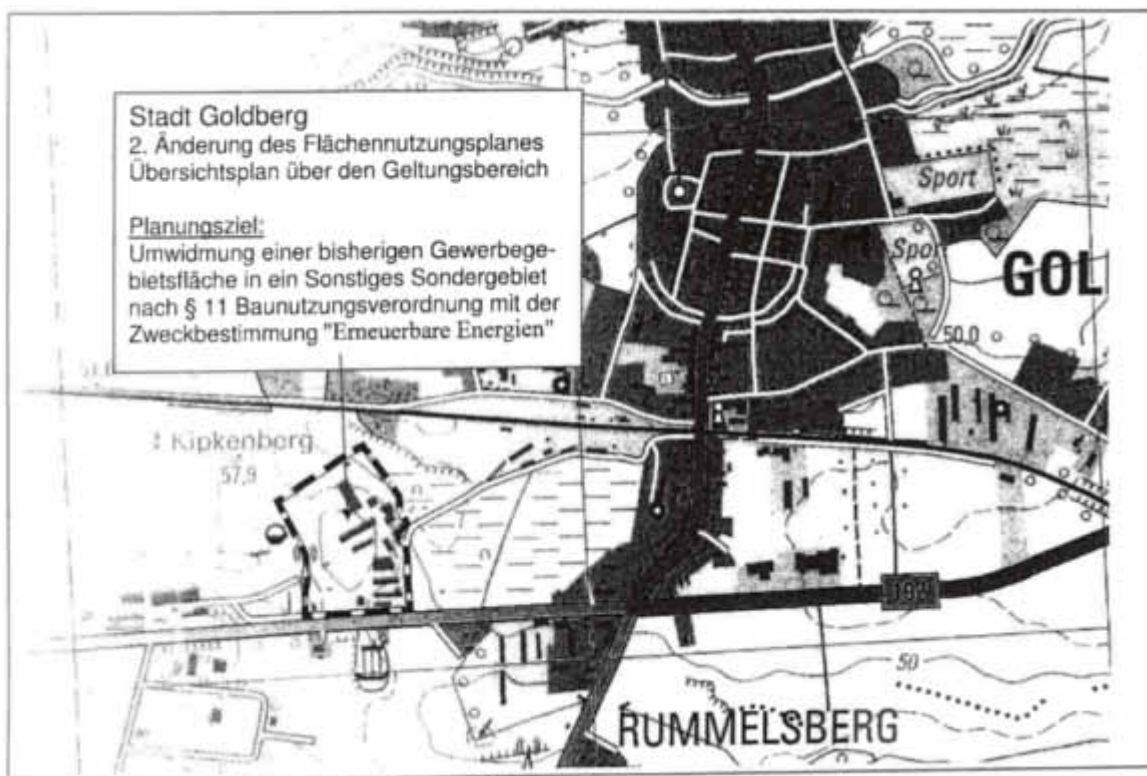 Stadt Goldberg
2. Änderung des Flächennutzungsplanes
Übersichtsplan über den Geltungsbereich
Planungsziel:
Umwidmung einer bisherigen Gewerbege-
bietsfläche in ein Sonstiges Sondergebiet
nach § 11 Baunutzungsverordnung mit der
Zweckbestimmung "Erneuerbare Energien"
Sport
Spor
GOL
50,0
Kipkenberg
57,9
192
50
RUMMELSBERG